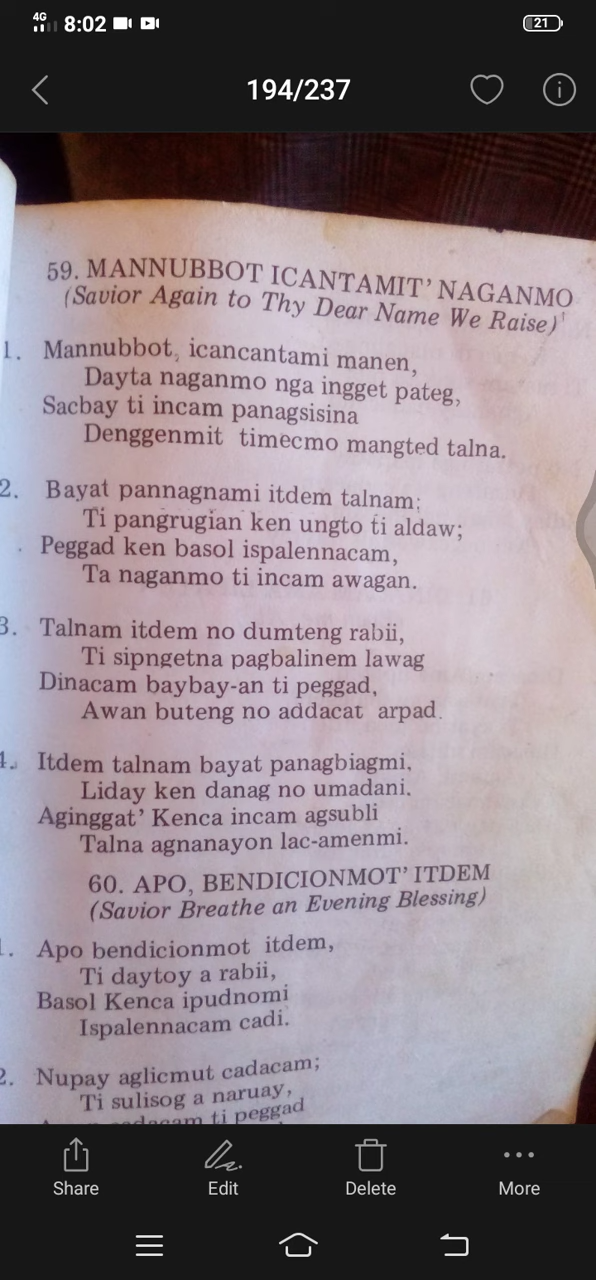 4G 8:02 21
194/237
59. MANNUBBOT ICANTAMIT' NAGANMO
(Savior Again to Thy Dear Name We Raise)
1. Mannubbot, icancantami manen,
Dayta naganmo nga ingget pateg,
Sacbay ti incam panagsisina
Denggenmit timecmo mangted talna.
2. Bayat pannagnami itdem talnam;
Ti pangrugian ken ungto ti aldaw;
Peggad ken basol ispalennacam,
Ta naganmo ti incam awagan.
3. Talnam itdem no dumteng rabii,
Ti sipngetna pagbalinem lawag
Dinacam baybay-an ti peggad,
Awan buteng no addacat arpad.
4. Itdem talnam bayat panagbiagmi,
Liday ken danag no umadani.
Aginggat' Kenca incam agsubli
Talna agnanayon lac-amenmi.
60. APO, BENDICIONMOT' ITDEM
(Savior Breathe an Evening Blessing)
1. Apo bendicionmot itdem,
Ti daytoy a rabii,
Basol Kenca ipudnomi
Ispalennacam cadi.
2. Nupay aglicmut cadacam;
Ti sulisog a naruay,
cadacam ti peggad
Share Edit Delete More